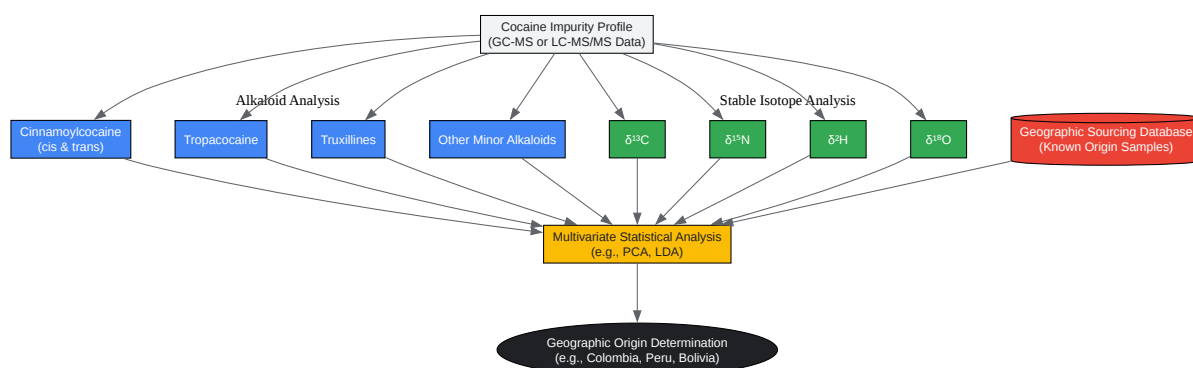 Cocaine Impurity Profile
(GC-MS or LC-MS/MS Data)
Alkaloid Analysis
Stable Isotope Analysis
Cinnamoylcocaine
(cis & trans)
Tropacocaine
Truxillines
Other Minor Alkaloids
δ¹³C
δ¹⁵N
δ²H
δ¹⁸O
Geographic Sourcing Database
(Known Origin Samples)
Multivariate Statistical Analysis
(e.g., PCA, LDA)
Geographic Origin Determination
(e.g., Colombia, Peru, Bolivia)